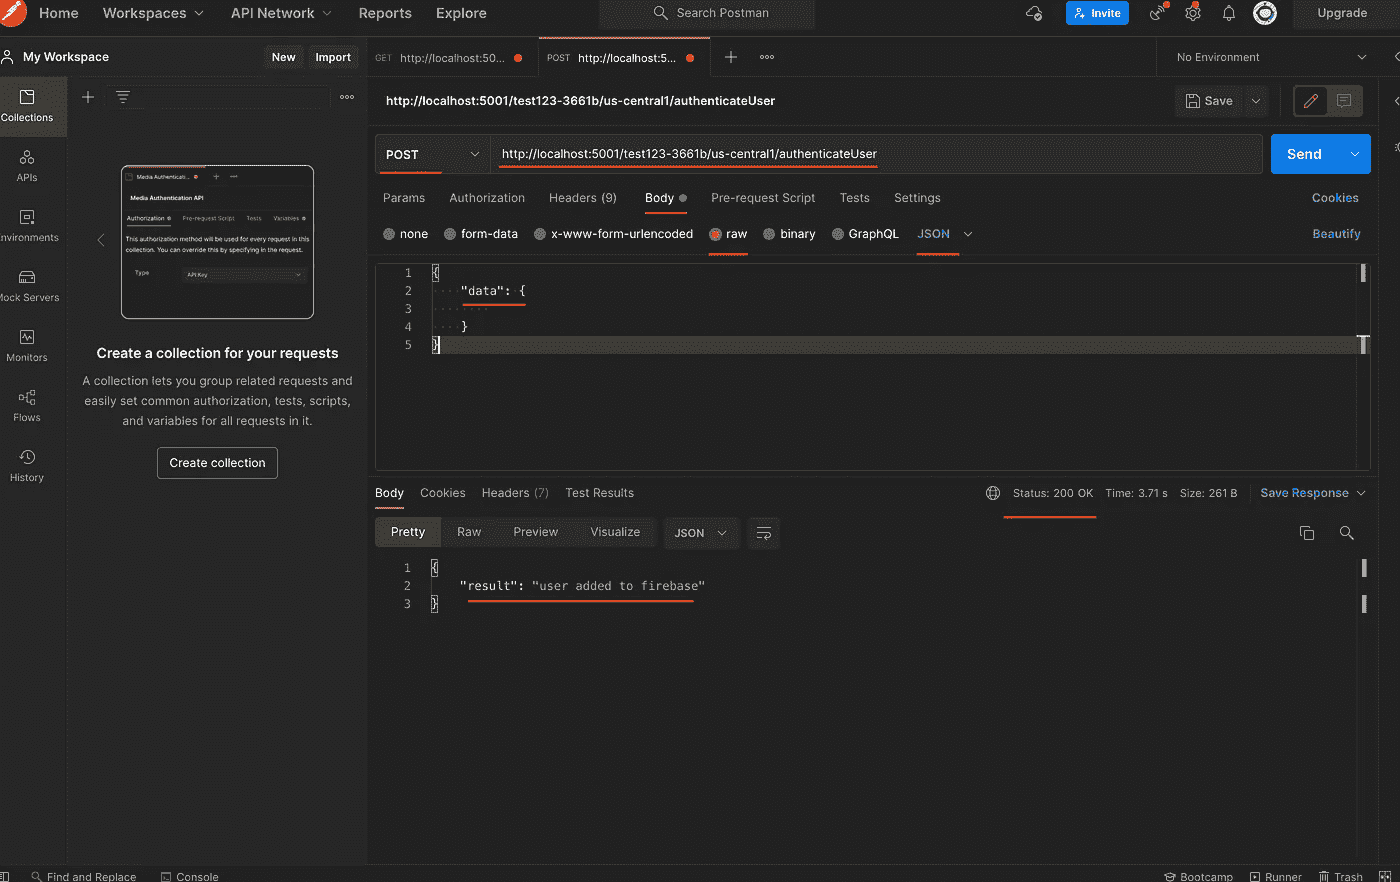 Home Workspaces API Network Reports Explore Search Postman Invite Upgrade
My Workspace New Import GET http://localhost:50... POST http://localhost:5... No Environment
Collections
http://localhost:5001/test123-3661b/us-central1/authenticateUser Save
POST http://localhost:5001/test123-3661b/us-central1/authenticateUser Send
APIs
Params Authorization Headers (9) Body Pre-request Script Tests Settings Cookies
none form-data x-www-form-urlencoded raw binary GraphQL JSON Beautify
nvironments
Mock Servers
Monitors
Flows
History
Media Authenticati...
Media Authentication API
Authorization Pre-request Script Tests Variables
This authorization method will be used for every request in this
collection. You can override this by specifying in the request.
Type API Key
Create a collection for your requests
A collection lets you group related requests and
easily set common authorization, tests, scripts,
and variables for all requests in it.
Create collection
1 {
2 "data": {
3
4 }
5 }
Body Cookies Headers (7) Test Results Status: 200 OK Time: 3.71 s Size: 261 B Save Response
Pretty Raw Preview Visualize JSON
1 {
2 "result": "user added to firebase"
3 }
Find and Replace Console Bootcamp Runner Trash